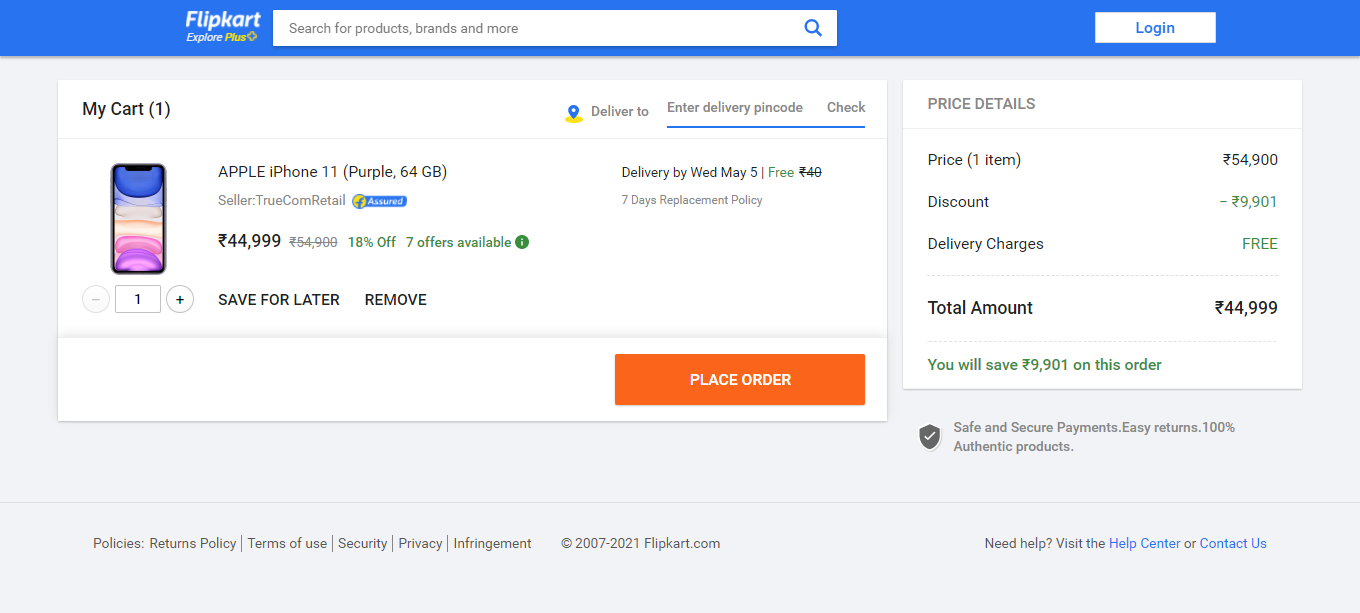 Flipkart
Explore Plus
Search for products, brands and more
Login
My Cart (1)
Deliver to
Enter delivery pincode
Check
APPLE iPhone 11 (Purple, 64 GB)
Seller:TrueComRetail
Assured
₹44,999 ₹54,900 18% Off 7 offers available
Delivery by Wed May 5 | Free ₹40
7 Days Replacement Policy
− 1 +
SAVE FOR LATER
REMOVE
PLACE ORDER
PRICE DETAILS
Price (1 item) ₹54,900
Discount − ₹9,901
Delivery Charges FREE
Total Amount ₹44,999
You will save ₹9,901 on this order
Safe and Secure Payments.Easy returns.100%
Authentic products.
Policies: Returns Policy | Terms of use | Security | Privacy | Infringement
© 2007-2021 Flipkart.com
Need help? Visit the Help Center or Contact Us